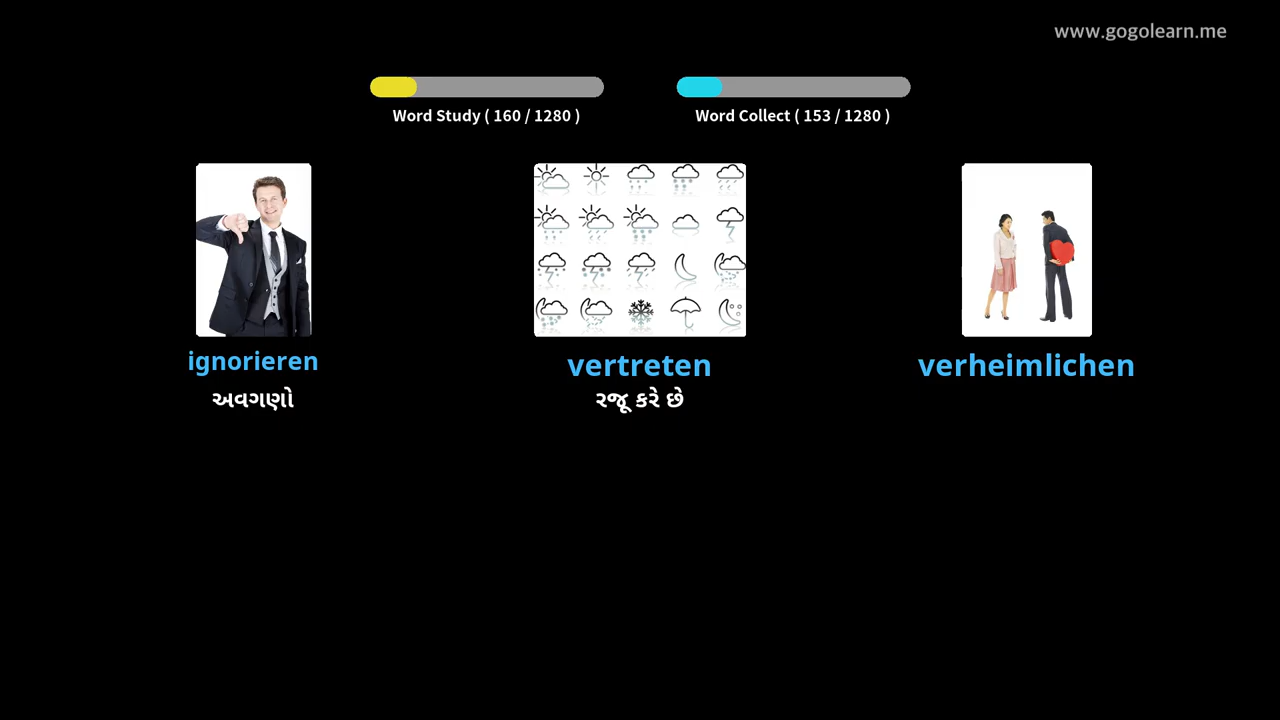 www.gogolearn.me
Word Study ( 160 / 1280 )
Word Collect ( 153 / 1280 )
ignorieren
vertreten
verheimlichen
અવગણો
રજૂ કરે છે